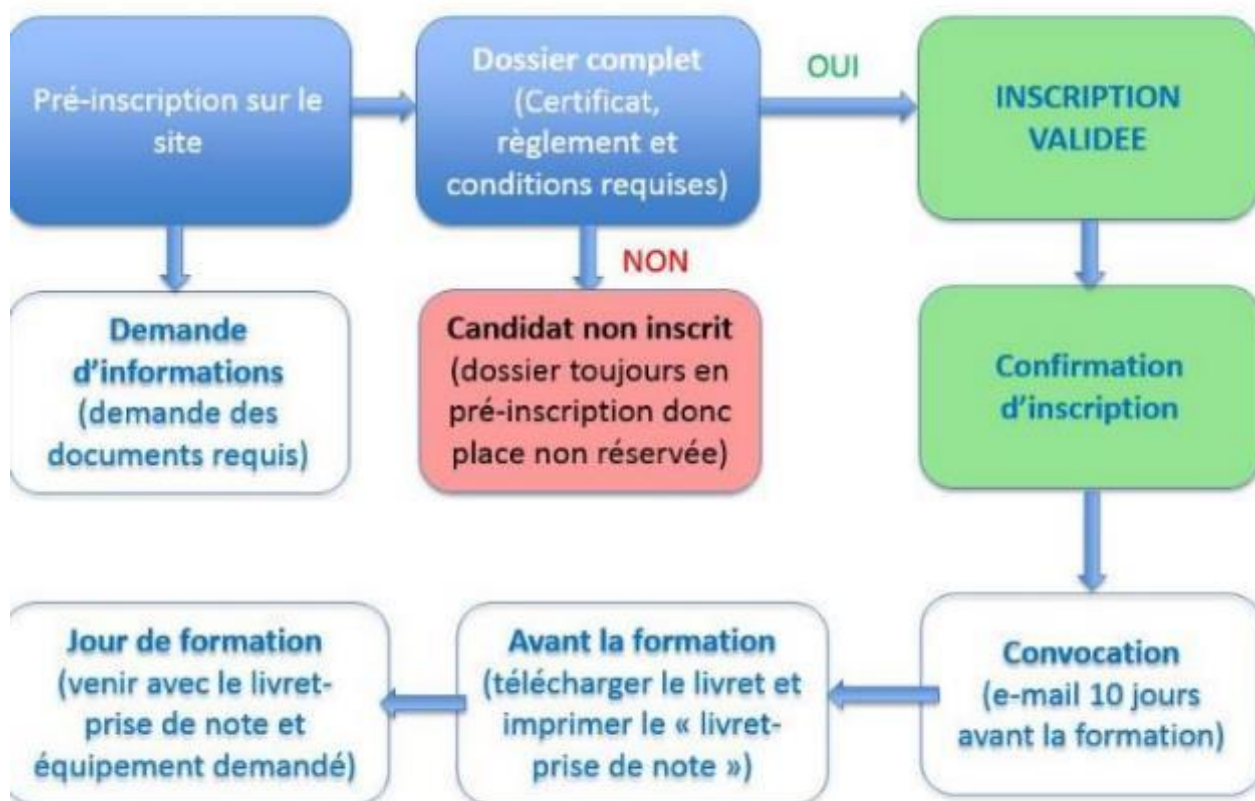 Pré-inscription sur le
site
Dossier complet
(Certificat,
règlement et
conditions requises)
OUI
INSCRIPTION
VALIDEE
NON
Demande
d'informations
(demande des
documents requis)
Candidat non inscrit
(dossier toujours en
pré-inscription donc
place non réservée)
Confirmation
d'inscription
Convocation
(e-mail 10 jours
avant la formation)
Avant la formation
(télécharger le livret et
imprimer le « livret-
prise de note »)
Jour de formation
(venir avec le livret-
prise de note et
équipement demandé)